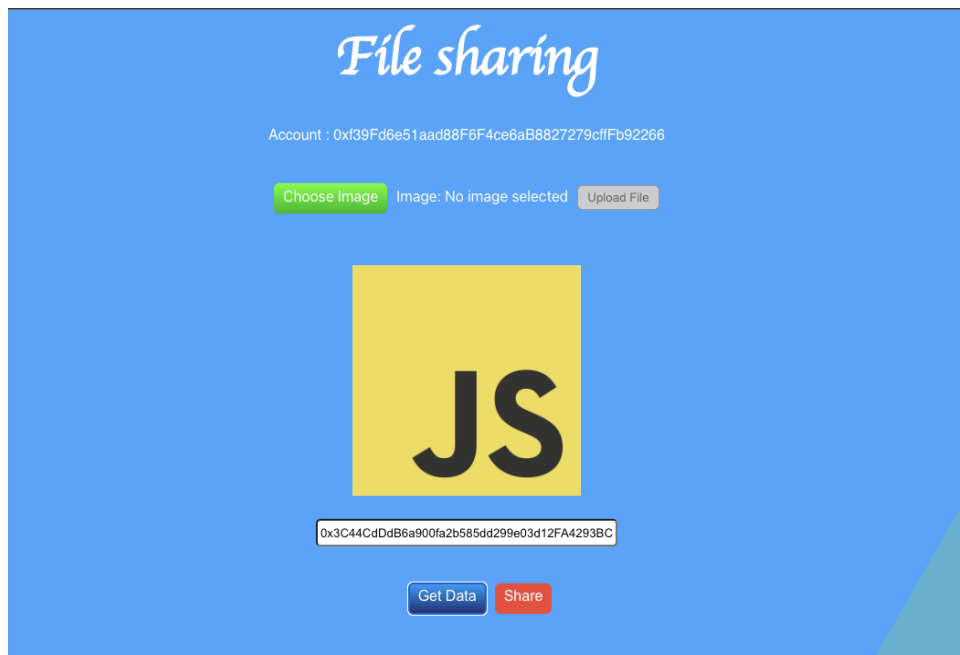 File sharing
Account : 0xf39Fd6e51aad88F6F4ce6aB8827279cffFb92266
Choose Image Image: No image selected Upload File
JS
0x3C44CdDdB6a900fa2b585dd299e03d12FA4293BC
Get Data Share